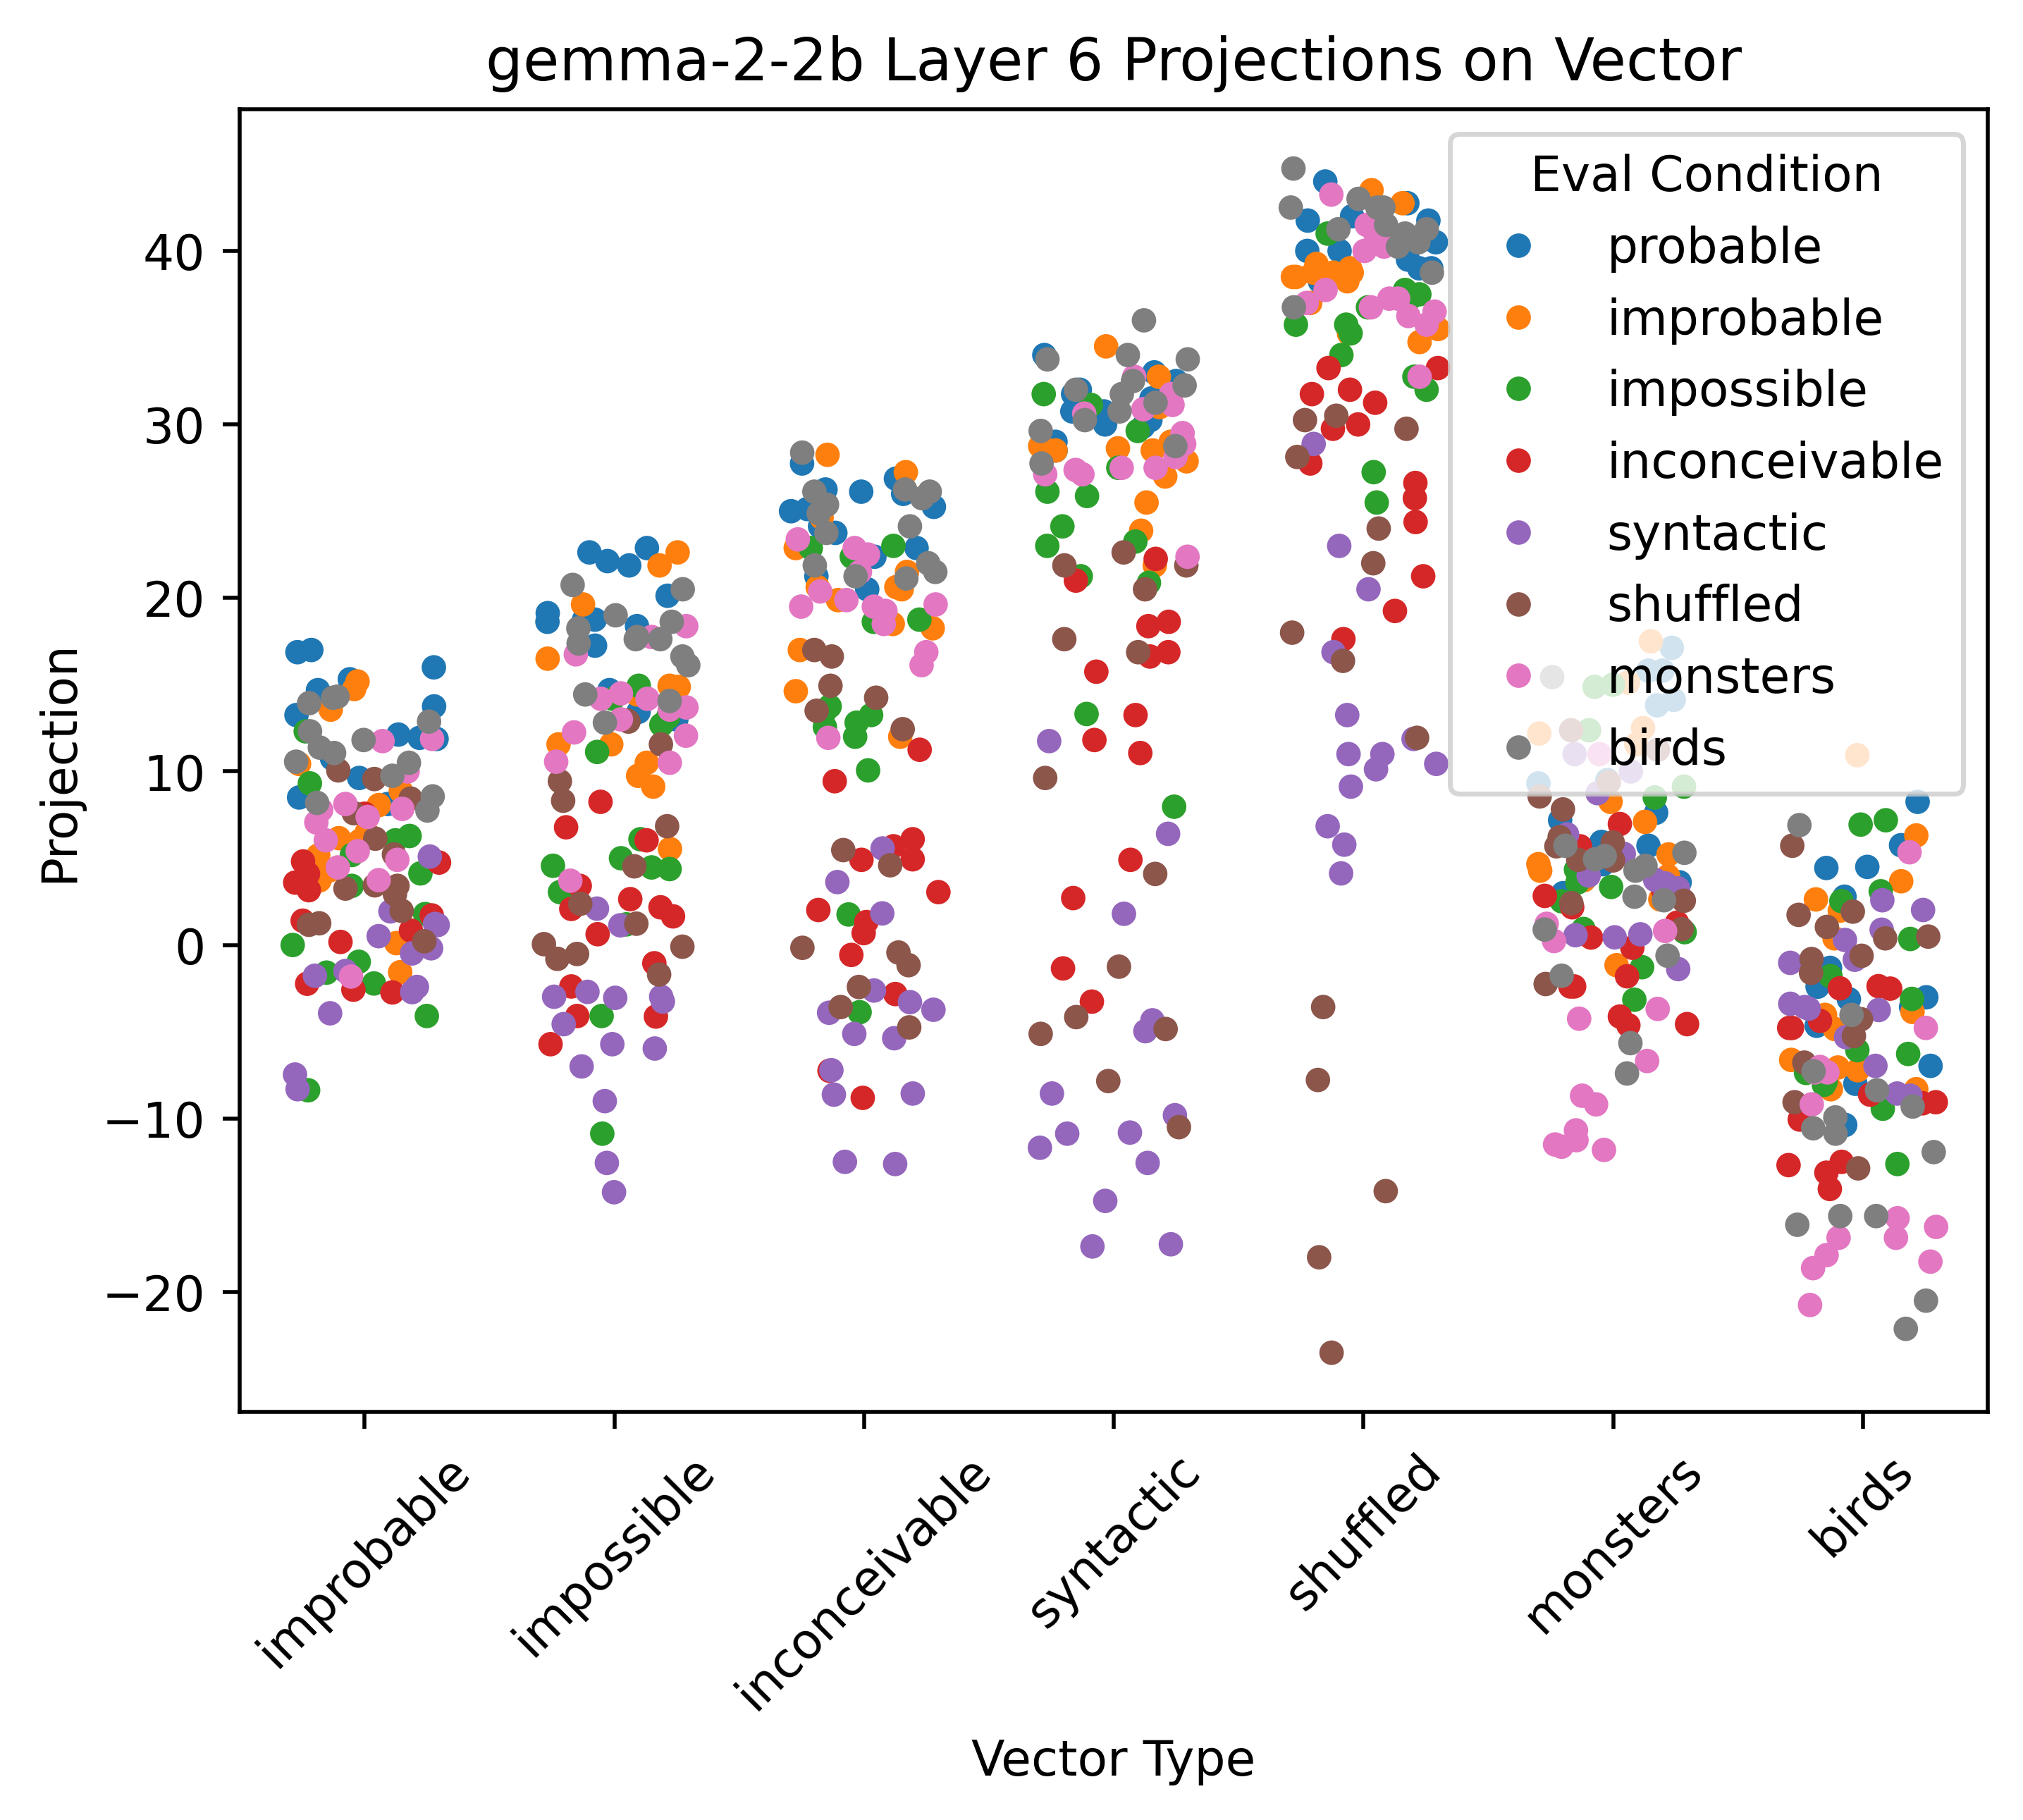 gemma-2-2b Layer 6 Projections on Vector
Eval Condition
probable
improbable
impossible
inconceivable
syntactic
shuffled
monsters
birds
Projection
40
30
20
10
0
−10
−20
improbable
impossible
inconceivable
syntactic
shuffled
monsters
birds
Vector Type